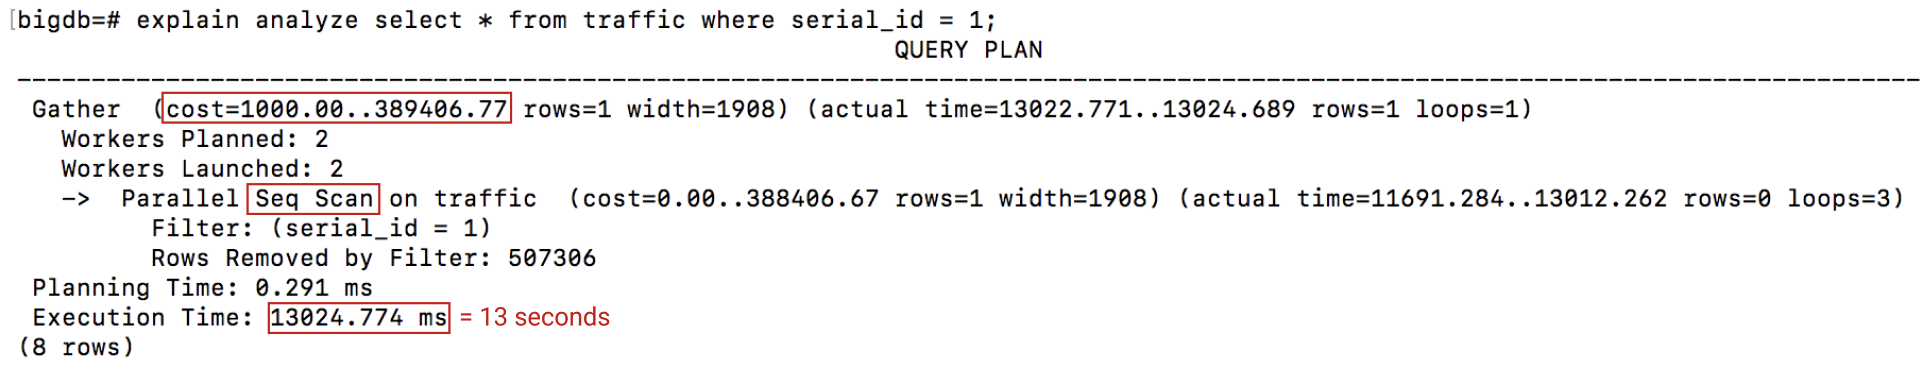 [bigdb=# explain analyze select * from traffic where serial_id = 1;
QUERY PLAN
--------------------------------------------------------------------------------------------------------------------------------
Gather  (cost=1000.00..389406.77 rows=1 width=1908) (actual time=13022.771..13024.689 rows=1 loops=1)
Workers Planned: 2
Workers Launched: 2
->  Parallel Seq Scan on traffic  (cost=0.00..388406.67 rows=1 width=1908) (actual time=11691.284..13012.262 rows=0 loops=3)
Filter: (serial_id = 1)
Rows Removed by Filter: 507306
Planning Time: 0.291 ms
Execution Time: 13024.774 ms = 13 seconds
(8 rows)